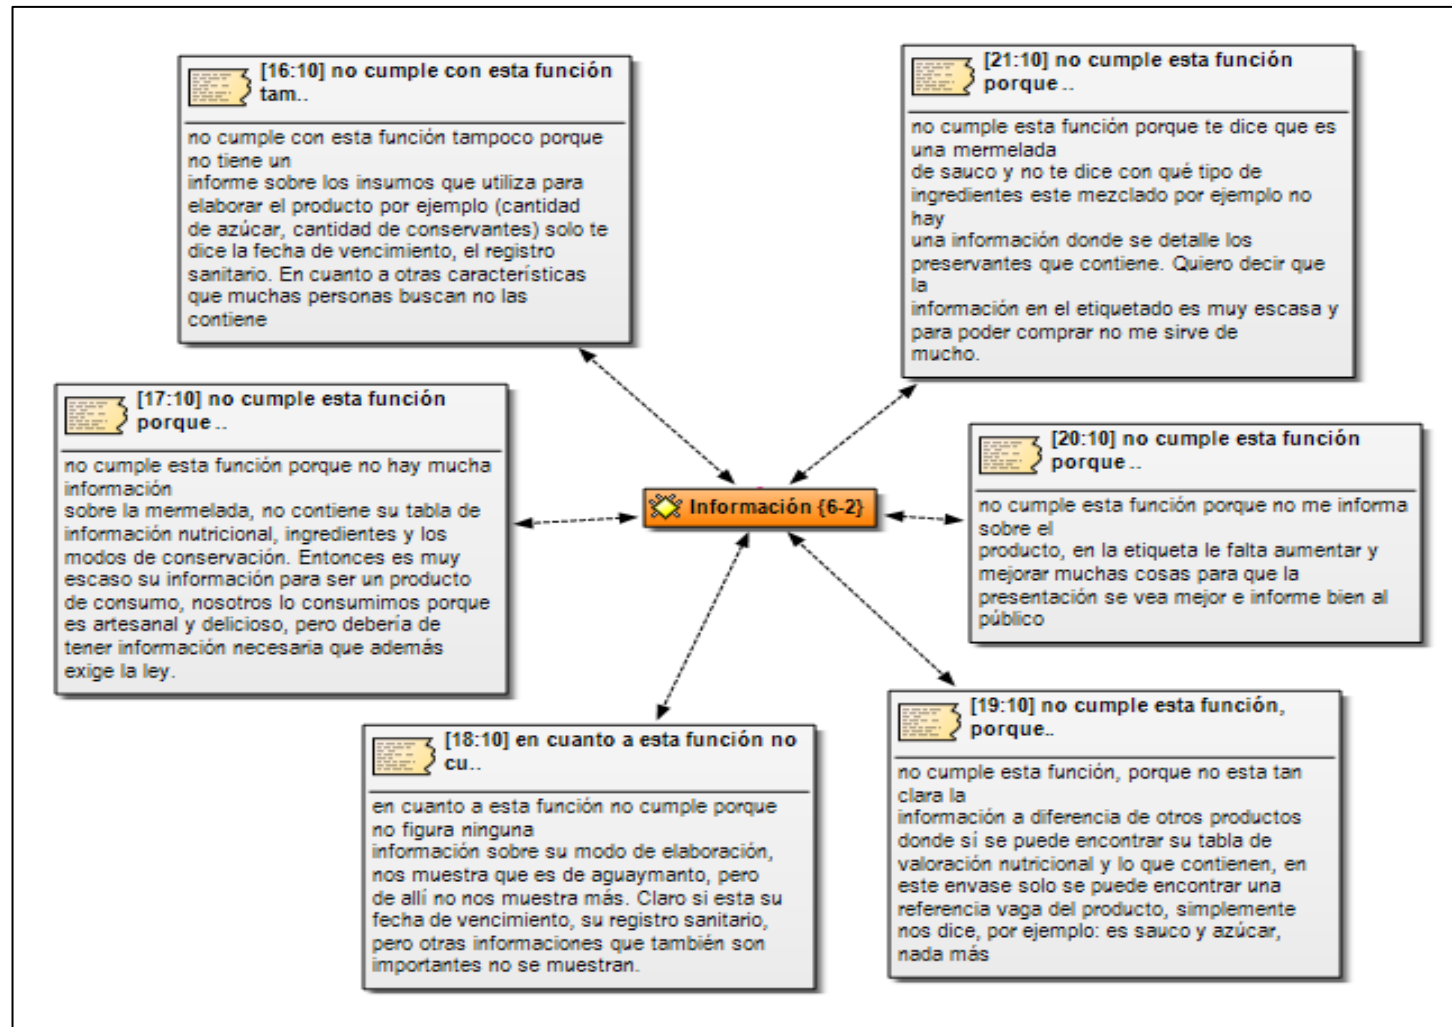 [16:10] no cumple con esta función
tam..
no cumple con esta función tampoco porque
no tiene un
informe sobre los insumos que utiliza para
elaborar el producto por ejemplo (cantidad
de azúcar, cantidad de conservantes) solo te
dice la fecha de vencimiento, el registro
sanitario. En cuanto a otras características
que muchas personas buscan no las
contiene
[21:10] no cumple esta función
porque..
no cumple esta función porque te dice que es
una mermelada
de sauco y no te dice con qué tipo de
ingredientes este mezclado por ejemplo no
hay
una información donde se detalle los
preservantes que contiene. Quiero decir que
la
información en el etiquetado es muy escasa y
para poder comprar no me sirve de
mucho.
[17:10] no cumple esta función
porque..
no cumple esta función porque no hay mucha
información
sobre la mermelada, no contiene su tabla de
información nutricional, ingredientes y los
modos de conservación. Entonces es muy
escaso su información para ser un producto
de consumo, nosotros lo consumimos porque
es artesanal y delicioso, pero debería de
tener información necesaria que además
exige la ley.
Información {6-2}
[20:10] no cumple esta función
porque..
no cumple esta función porque no me informa
sobre el
producto, en la etiqueta le falta aumentar y
mejorar muchas cosas para que la
presentación se vea mejor e informe bien al
público
[18:10] en cuanto a esta función no
cu..
en cuanto a esta función no cumple porque
no figura ninguna
información sobre su modo de elaboración,
nos muestra que es de aguaymanto, pero
de allí no nos muestra más. Claro si esta su
fecha de vencimiento, su registro sanitario,
pero otras informaciones que también son
importantes no se muestran.
[19:10] no cumple esta función,
porque..
no cumple esta función, porque no esta tan
clara la
información a diferencia de otros productos
donde sí se puede encontrar su tabla de
valoración nutricional y lo que contienen, en
este envase solo se puede encontrar una
referencia vaga del producto, simplemente
nos dice, por ejemplo: es sauco y azúcar,
nada más